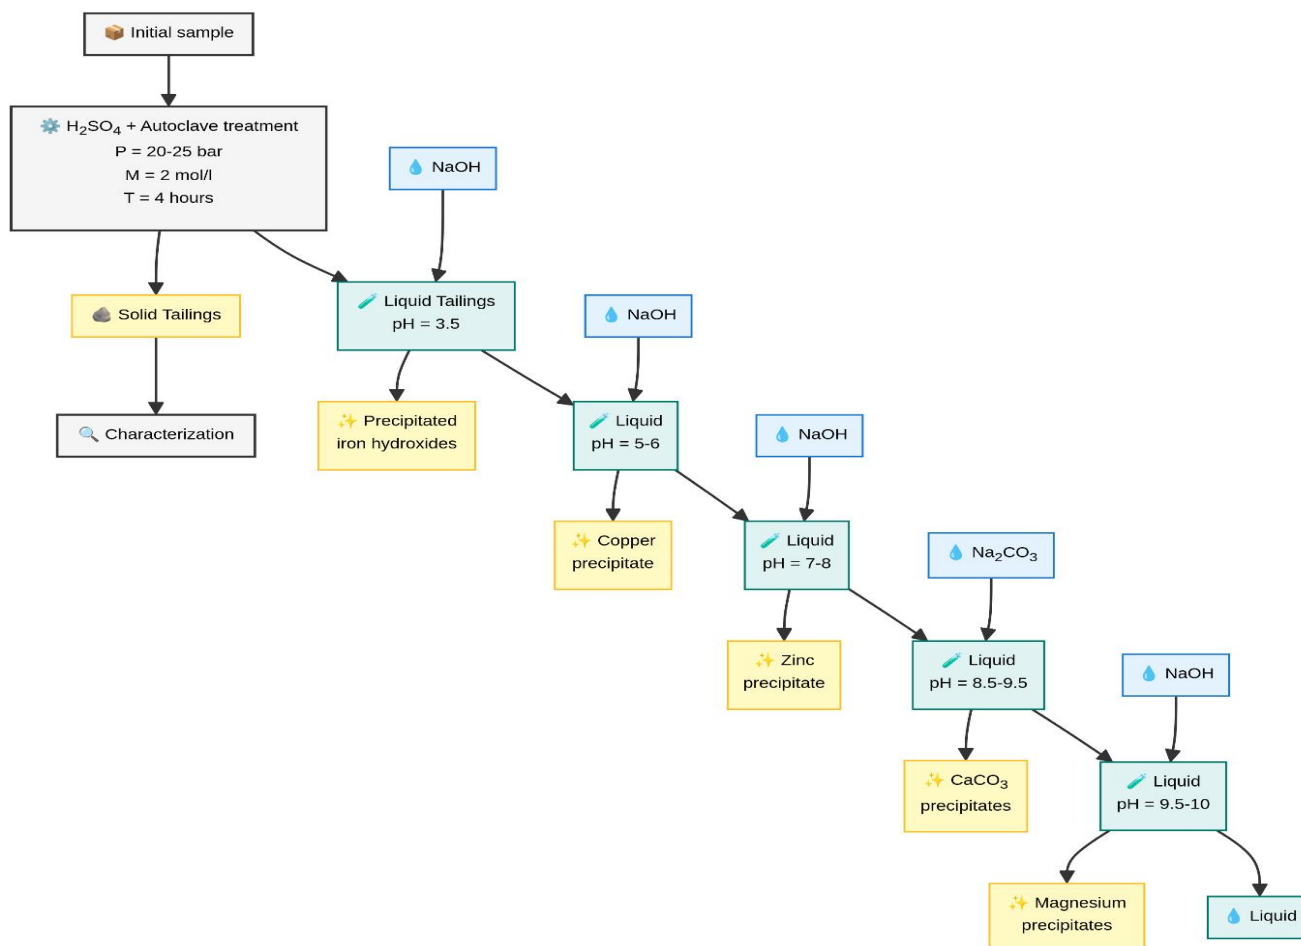 Initial sample
H₂SO₄ + Autoclave treatment
P = 20-25 bar
M = 2 mol/l
T = 4 hours
NaOH
Solid Tailings
Liquid Tailings
pH = 3.5
NaOH
Characterization
Precipitated
iron hydroxides
Liquid
pH = 5-6
NaOH
Copper
precipitate
Liquid
pH = 7-8
Na₂CO₃
Zinc
precipitate
Liquid
pH = 8.5-9.5
NaOH
CaCO₃
precipitates
Liquid
pH = 9.5-10
Magnesium
precipitates
Liquid